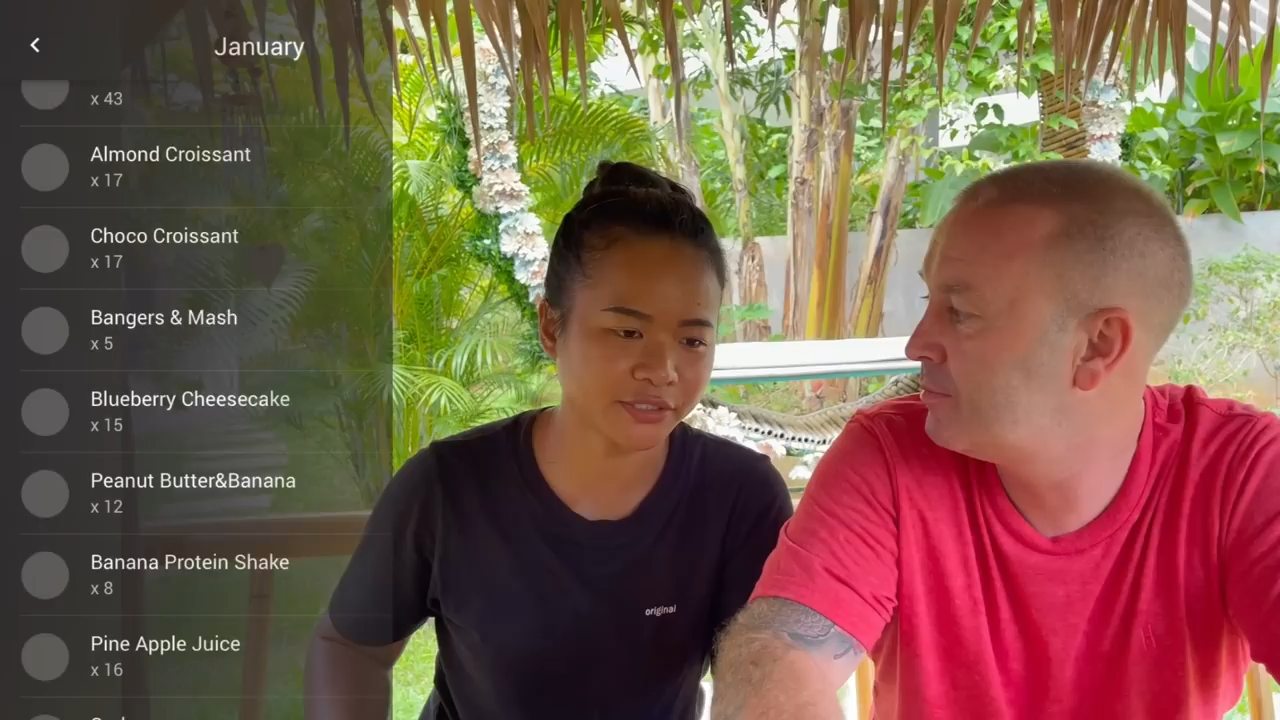 January
x 43
Almond Croissant
x 17
Choco Croissant
x 17
Bangers & Mash
x 5
Blueberry Cheesecake
x 15
Peanut Butter&Banana
x 12
Banana Protein Shake
x 8
Pine Apple Juice
x 16
original